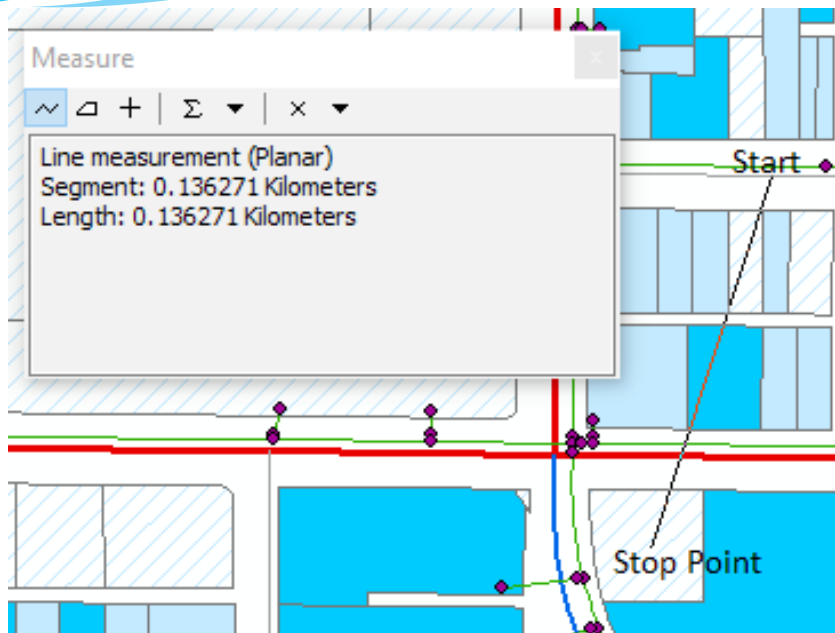 Measure
Line measurement (Planar)
Segment: 0.136271 Kilometers
Length: 0.136271 Kilometers
Start
Stop Point